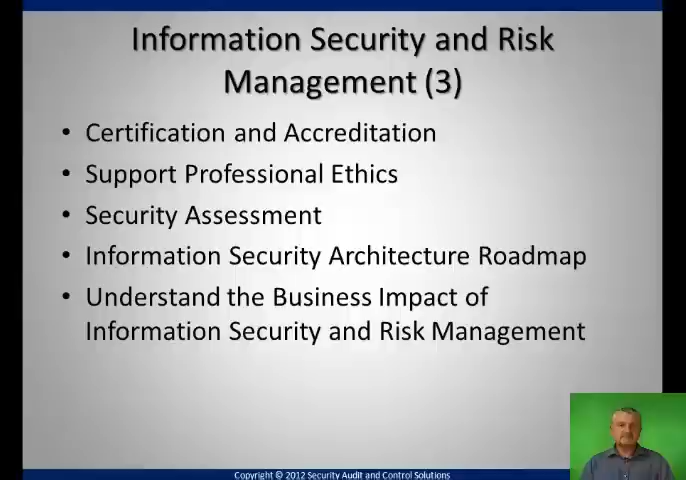 Information Security and Risk
Management (3)
• Certification and Accreditation
• Support Professional Ethics
• Security Assessment
• Information Security Architecture Roadmap
• Understand the Business Impact of
Information Security and Risk Management
Copyright © 2012 Security Audit and Control Solutions